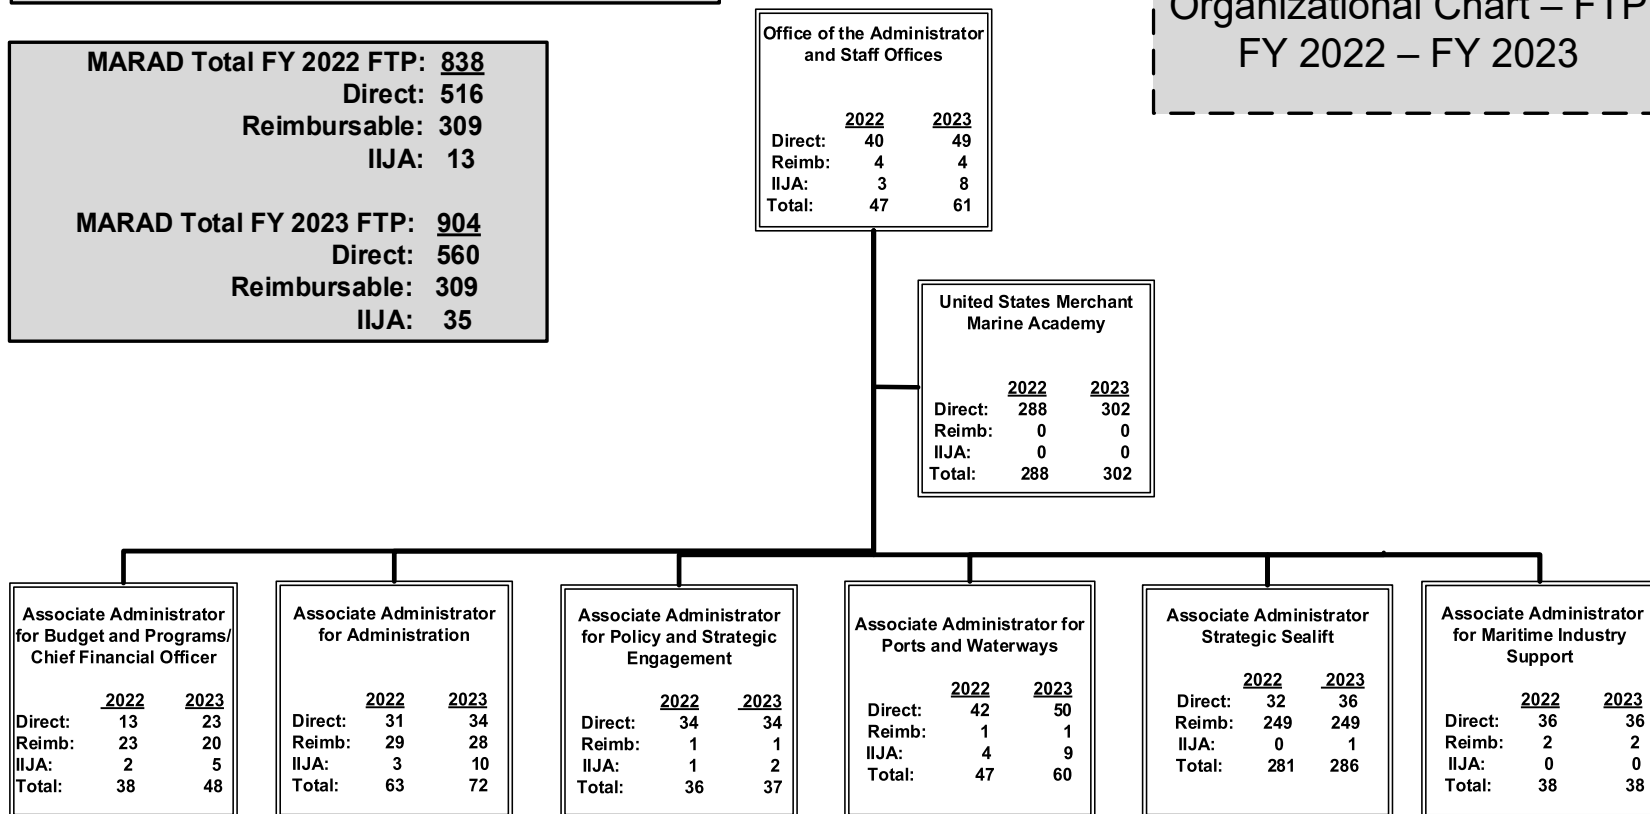 Organizational Chart – FTP
FY 2022 – FY 2023
MARAD Total FY 2022 FTP: 838
Direct: 516
Reimbursable: 309
IIJA: 13
MARAD Total FY 2023 FTP: 904
Direct: 560
Reimbursable: 309
IIJA: 35
Office of the Administrator
and Staff Offices
2022 2023
Direct: 40 49
Reimb: 4 4
IIJA: 3 8
Total: 47 61
United States Merchant
Marine Academy
2022 2023
Direct: 288 302
Reimb: 0 0
IIJA: 0 0
Total: 288 302
Associate Administrator
for Budget and Programs/
Chief Financial Officer
2022 2023
Direct: 13 23
Reimb: 23 20
IIJA: 2 5
Total: 38 48
Associate Administrator
for Administration
2022 2023
Direct: 31 34
Reimb: 29 28
IIJA: 3 10
Total: 63 72
Associate Administrator
for Policy and Strategic
Engagement
2022 2023
Direct: 34 34
Reimb: 1 1
IIJA: 1 2
Total: 36 37
Associate Administrator for
Ports and Waterways
2022 2023
Direct: 42 50
Reimb: 1 1
IIJA: 4 9
Total: 47 60
Associate Administrator
Strategic Sealift
2022 2023
Direct: 32 36
Reimb: 249 249
IIJA: 0 1
Total: 281 286
Associate Administrator
for Maritime Industry
Support
2022 2023
Direct: 36 36
Reimb: 2 2
IIJA: 0 0
Total: 38 38